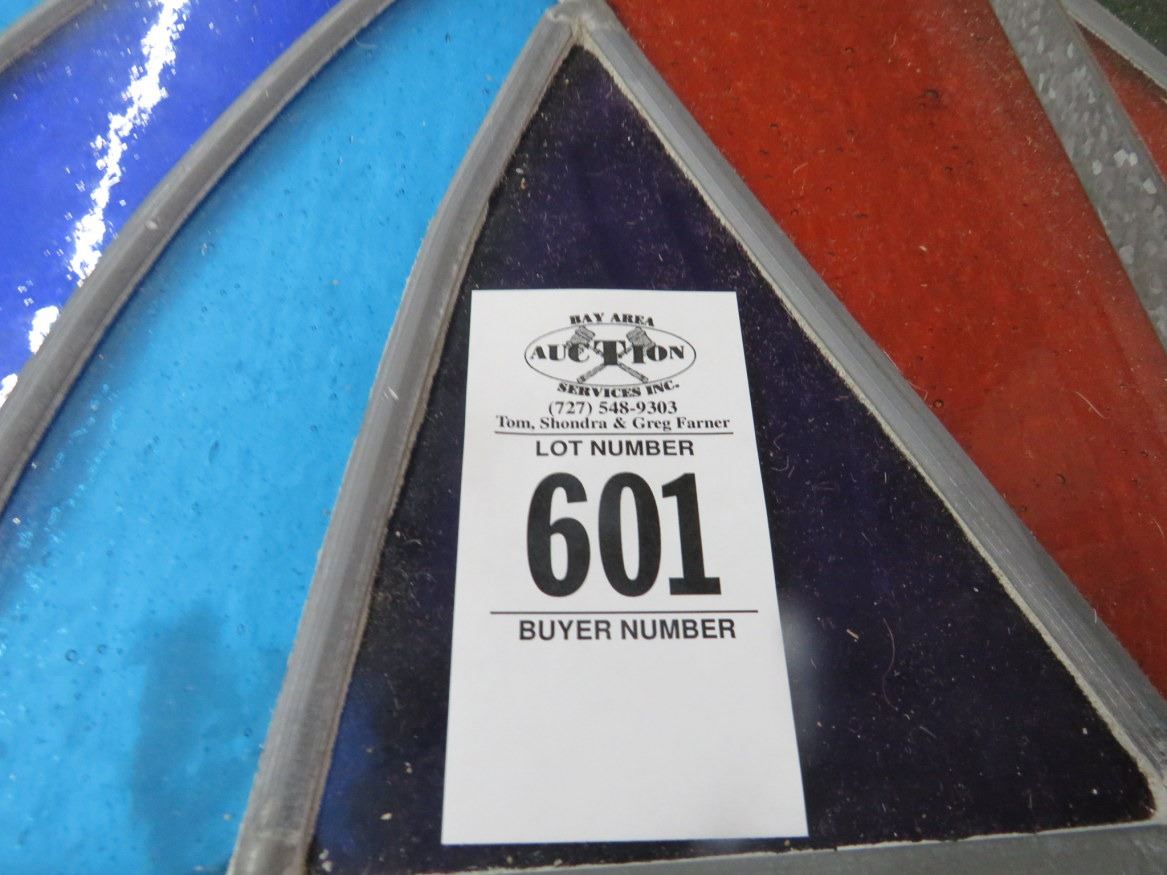 BAY AREA
AUCTION
SERVICES INC.
(727) 548-9303
Tom, Shondra & Greg Farner
LOT NUMBER
601
BUYER NUMBER